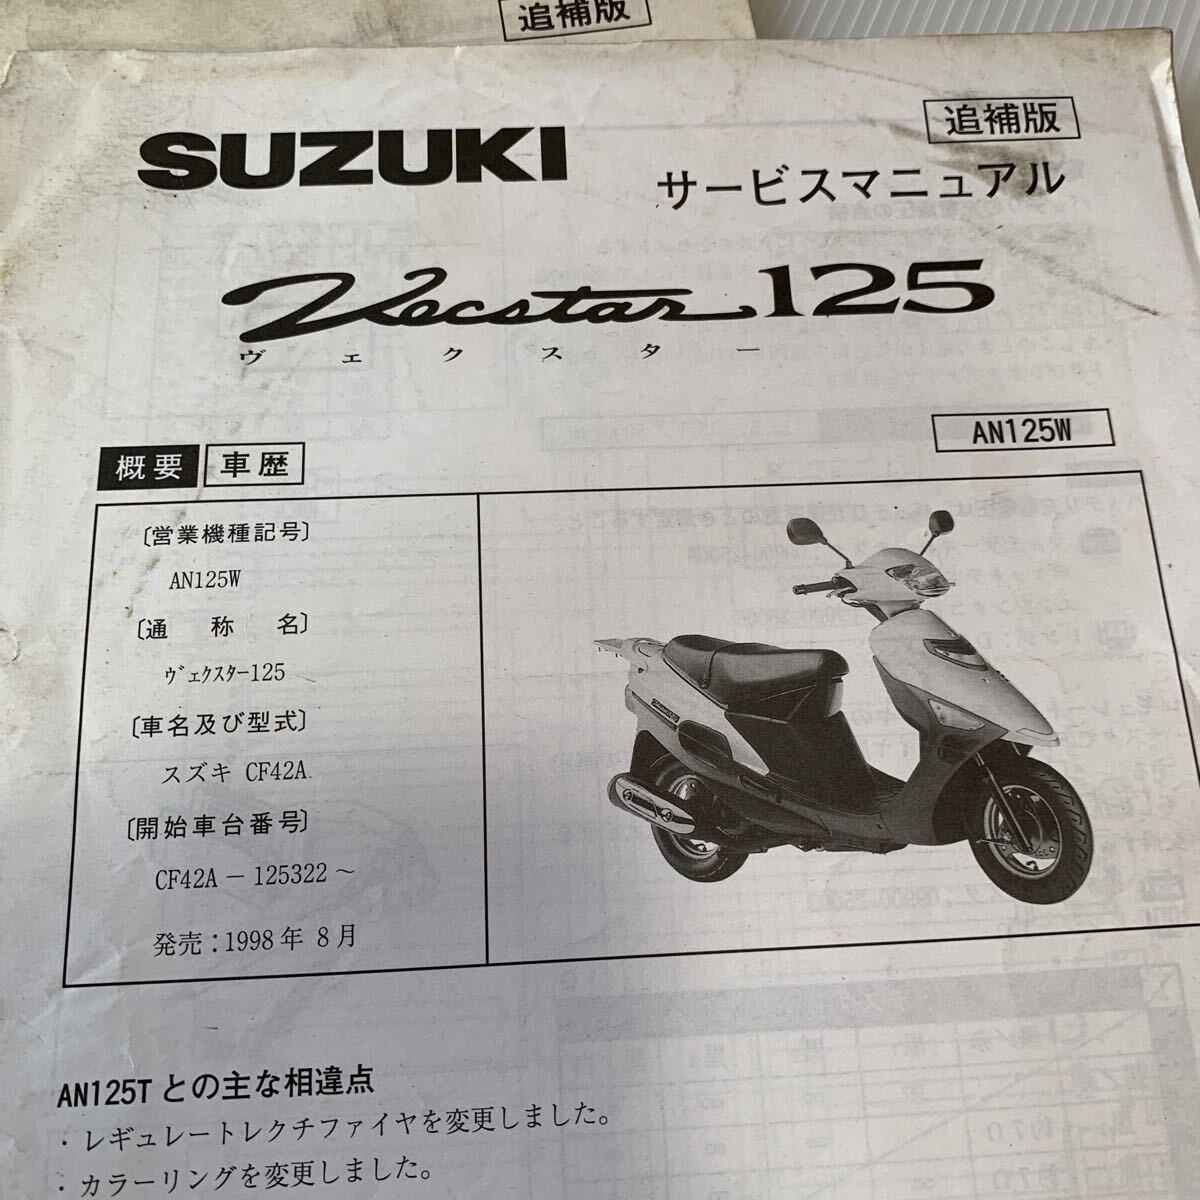 追補版
SUZUKI
追補版
サービスマニュアル
Vecstar 125
ヴェクスター
AN125W
概要 車歴
〔営業機種記号〕
AN125W
〔通称名〕
ヴェクスター125
〔車名及び型式〕
スズキ CF42A
〔開始車台番号〕
CF42A － 125322 ～
発売：1998年 8月
AN125T との主な相違点
・レギュレートレクチファイヤを変更しました。
・カラーリングを変更しました。